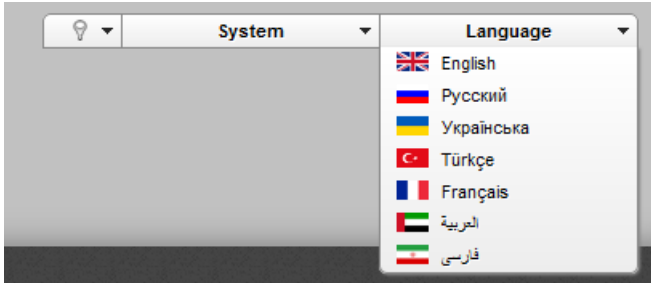 System
Language
English
Русский
Українська
Türkçe
Français
العربية
فارسی